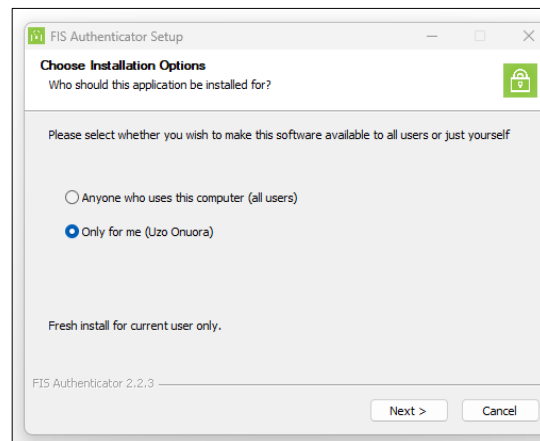 FIS Authenticator Setup
Choose Installation Options
Who should this application be installed for?
Please select whether you wish to make this software available to all users or just yourself
Anyone who uses this computer (all users)
Only for me (Uzo Onuora)
Fresh install for current user only.
FIS Authenticator 2.2.3
Next > Cancel